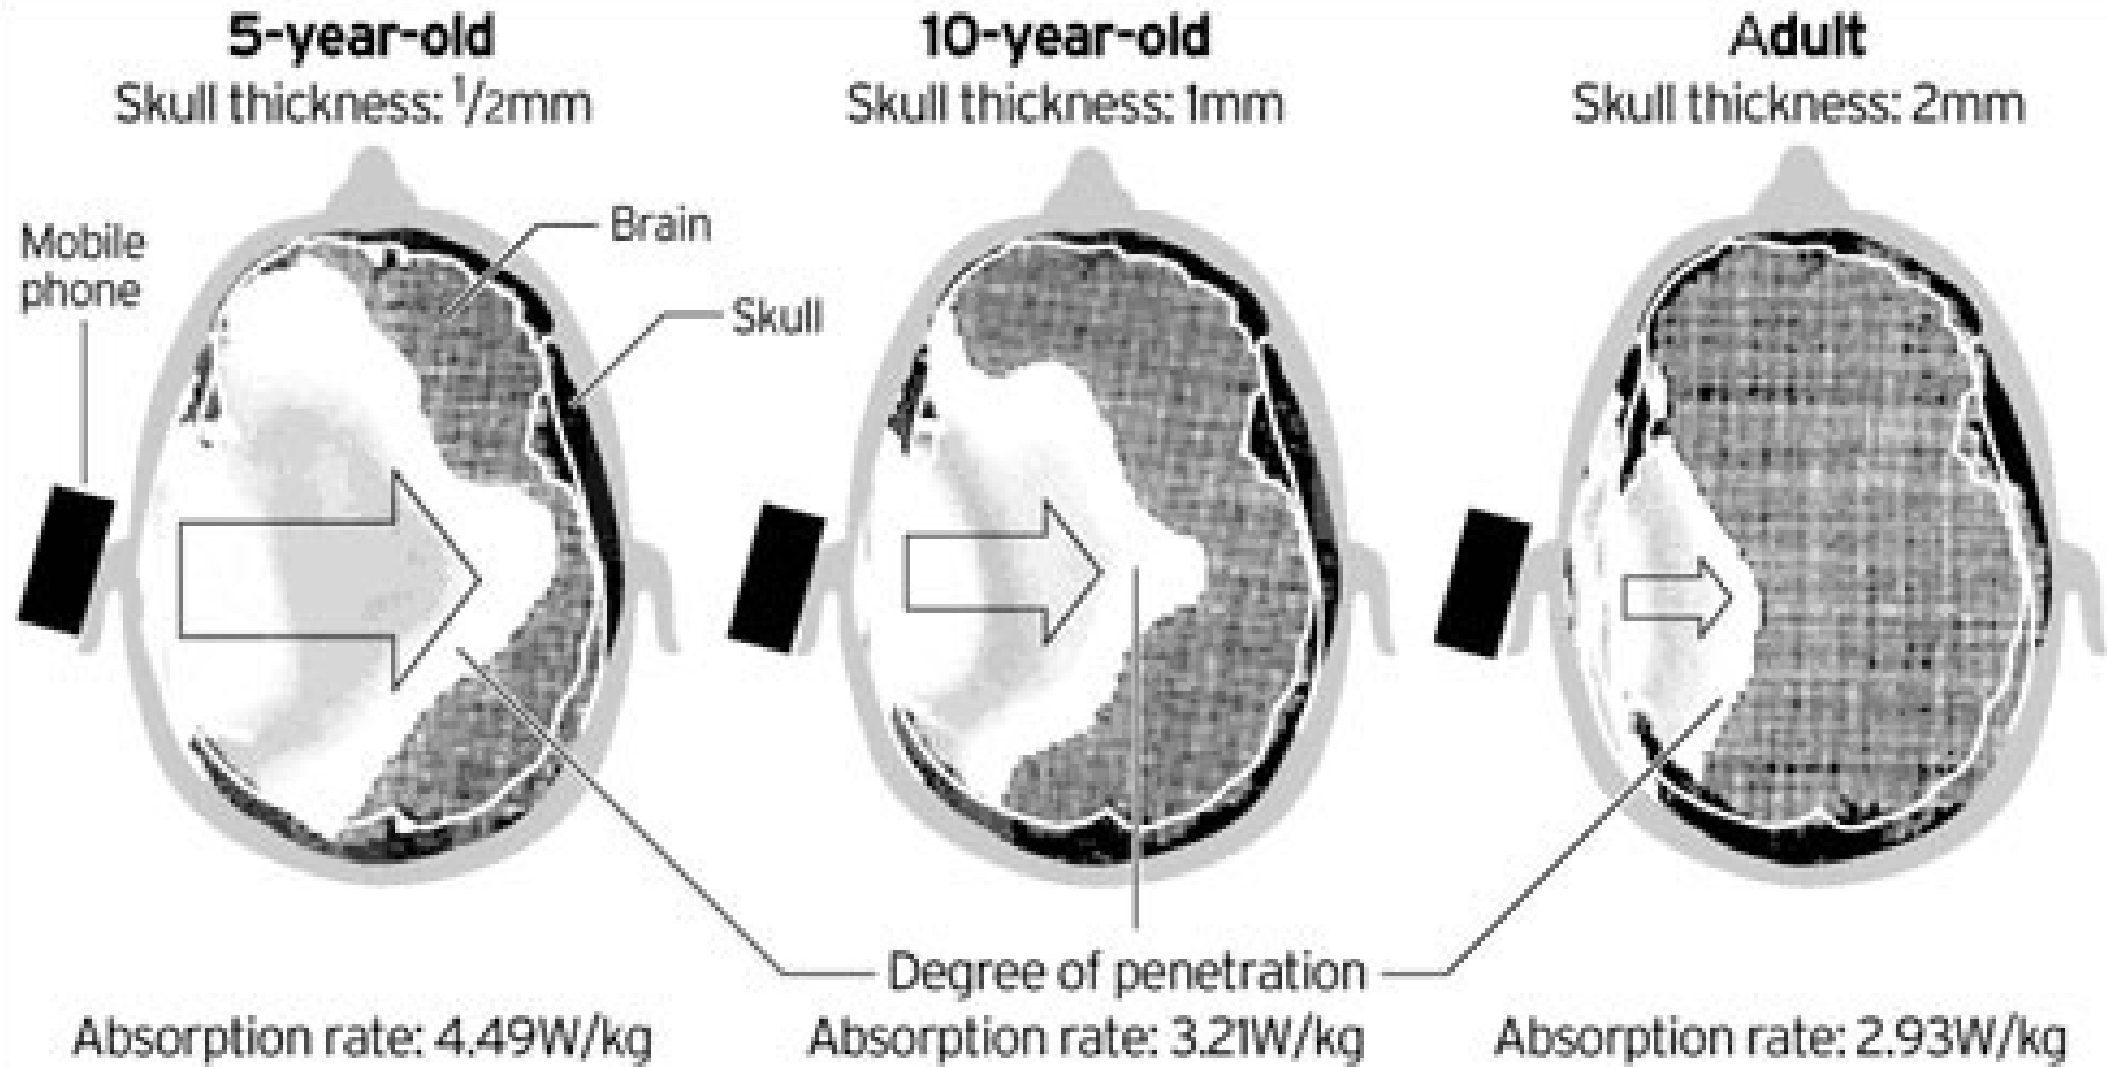 5-year-old
Skull thickness: 1/2mm
10-year-old
Skull thickness: 1mm
Adult
Skull thickness: 2mm
Mobile
phone
Brain
Skull
Degree of penetration
Absorption rate: 4.49W/kg
Absorption rate: 3.21W/kg
Absorption rate: 2.93W/kg